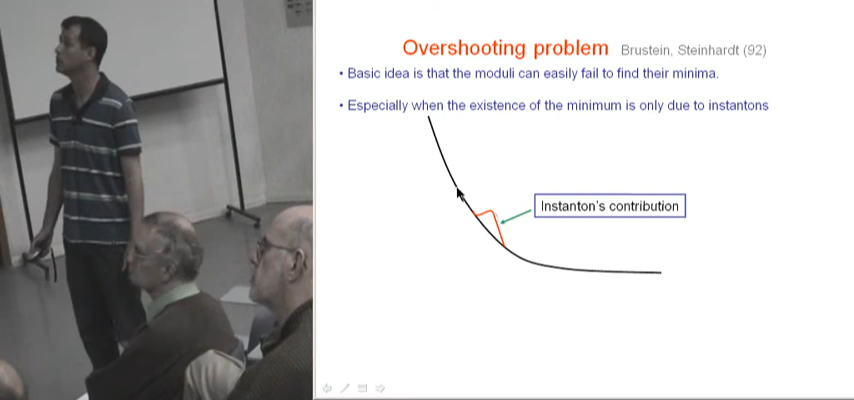 Overshooting problem Brustein, Steinhardt (92)
• Basic idea is that the moduli can easily fail to find their minima.
• Especially when the existence of the minimum is only due to instantons
Instanton's contribution